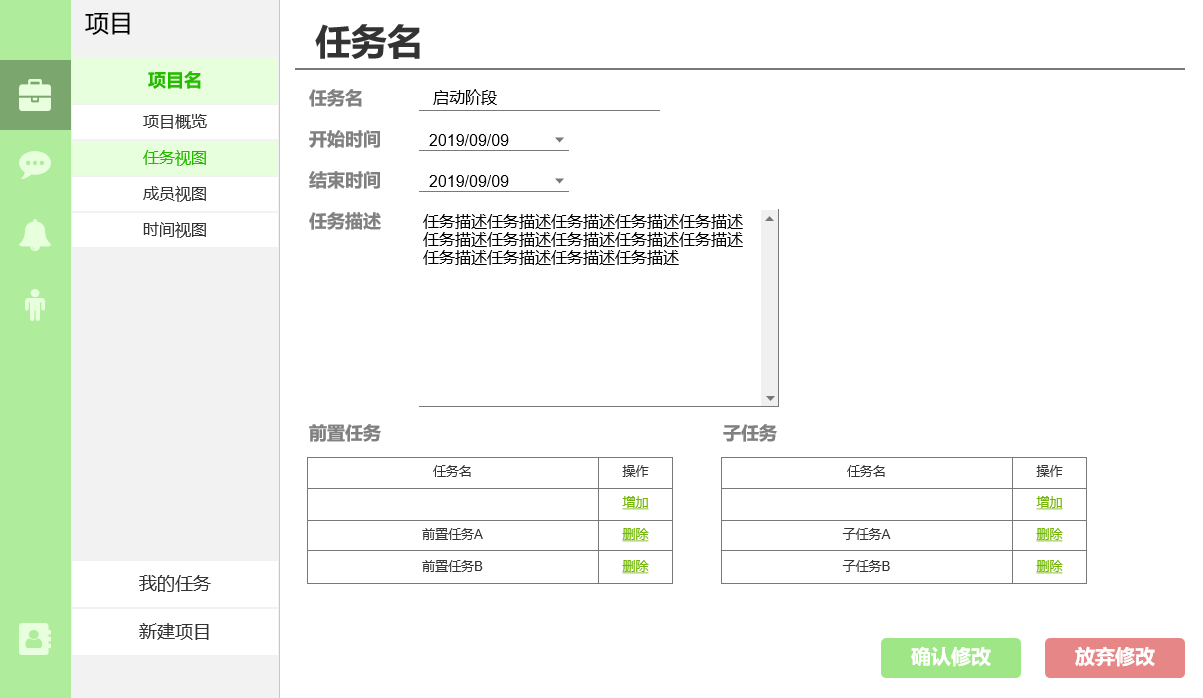 项目
项目名
项目概览
任务视图
成员视图
时间视图
我的任务
新建项目
任务名
任务名 启动阶段
开始时间 2019/09/09
结束时间 2019/09/09
任务描述 任务描述任务描述任务描述任务描述任务描述
任务描述任务描述任务描述任务描述任务描述
任务描述任务描述任务描述任务描述
前置任务
任务名 操作
增加
前置任务A 删除
前置任务B 删除
子任务
任务名 操作
增加
子任务A 删除
子任务B 删除
确认修改 放弃修改